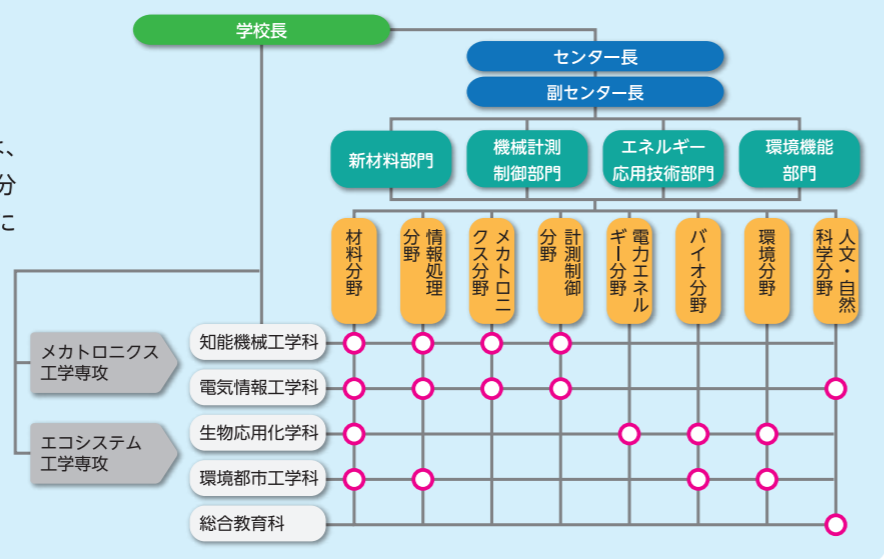 学校長
センター長
副センター長
は、
分
に
新材料部門
機械計測
制御部門
エネルギー
応用技術部門
環境機能
部門
材料分野
情報処理
分野
メカトロニ
クス分野
計測制御
分野
電力エネル
ギー分野
バイオ分野
環境分野
人文・自然
科学分野
メカトロニクス
工学専攻
エコシステム
工学専攻
知能機械工学科
電気情報工学科
生物応用化学科
環境都市工学科
総合教育科